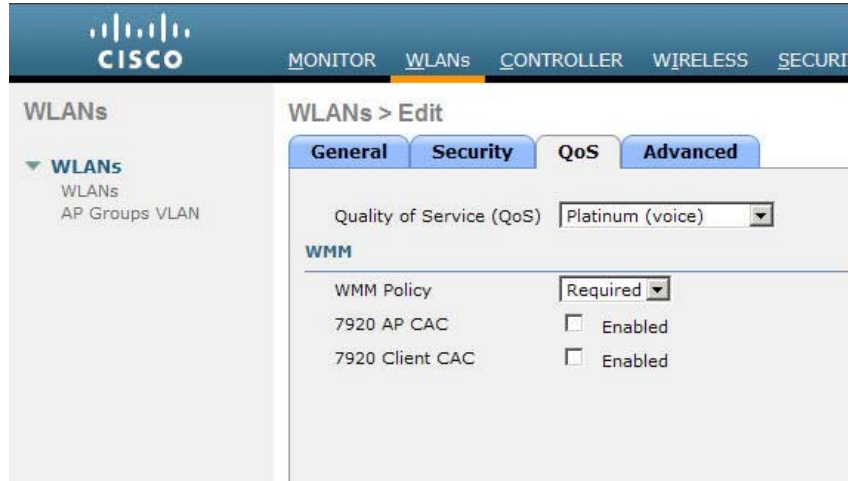 CISCO
MONITOR WLANs CONTROLLER WIRELESS SECURI
WLANs
WLANs
WLANs
AP Groups VLAN
WLANs > Edit
General Security QoS Advanced
Quality of Service (QoS) Platinum (voice)
WMM
WMM Policy Required
7920 AP CAC Enabled
7920 Client CAC Enabled